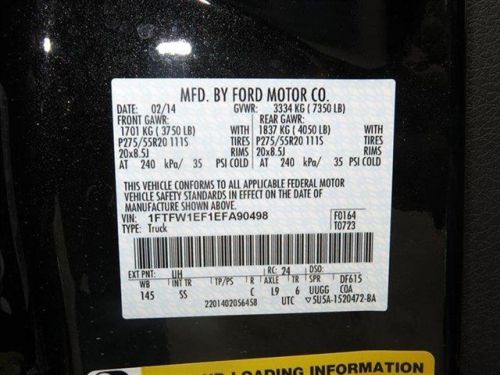 MFD. BY FORD MOTOR CO.
DATE: 02/14 GVWR: 3334 KG ( 7350 LB)
FRONT GAWR: REAR GAWR:
1701 KG ( 3750 LB) WITH 1837 KG ( 4050 LB) WITH
P275/55R20 111S TIRES P275/55R20 111S TIRES
20x8.5J RIMS 20x8.5J RIMS
AT 240 kPa/ 35 PSI COLD AT 240 kPa/ 35 PSI COLD
THIS VEHICLE CONFORMS TO ALL APPLICABLE FEDERAL MOTOR
VEHICLE SAFETY STANDARDS IN EFFECT ON THE DATE OF
MANUFACTURE SHOWN ABOVE.
VIN: 1FTFW1EF1EFA90498 F0164
TYPE: Truck T0723
EXT PNT: UH RC: 24 DSO:
WB INT TR TP/PS R AXLE TR SPR DF615
145 SS C L9 6 UUGG COA
2201402056458 UTC 5U5A-1520472-BA
LOADING INFORMATION